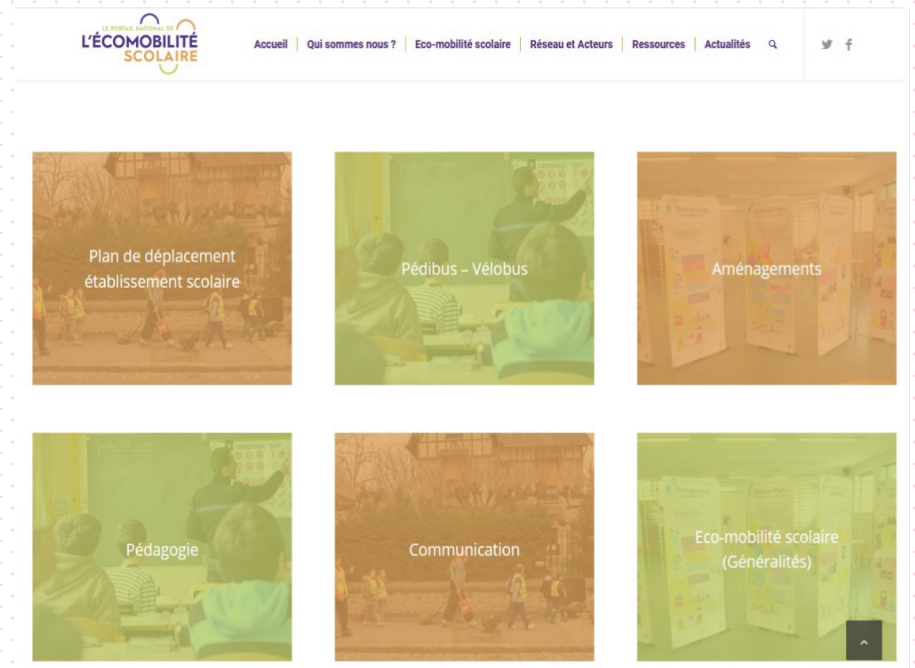 LE PORTAIL NATIONAL DE
L'ÉCOMOBILITÉ
SCOLAIRE
Accueil
Qui sommes nous ?
Eco-mobilité scolaire
Réseau et Acteurs
Ressources
Actualités
Plan de déplacement
établissement scolaire
Pédibus – Vélobus
Aménagements
Pédagogie
Communication
Eco-mobilité scolaire
(Généralités)